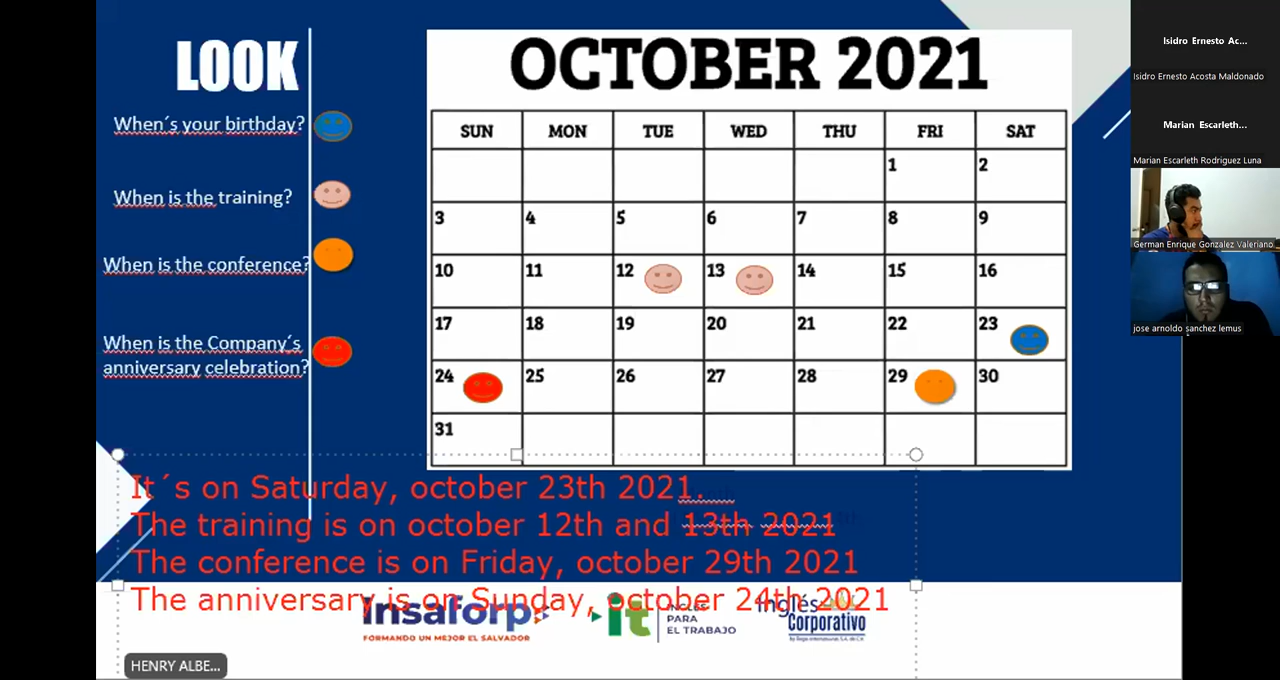 LOOK
When´s your birthday?
When is the training?
When is the conference?
When is the Company´s
anniversary celebration?
OCTOBER 2021
SUN MON TUE WED THU FRI SAT
1 2
3 4 5 6 7 8 9
10 11 12 13 14 15 16
17 18 19 20 21 22 23
24 25 26 27 28 29 30
31
It´s on Saturday, october 23th 2021.
The training is on october 12th and 13th 2021
The conference is on Friday, october 29th 2021
The anniversary is on Sunday, october 24th 2021
Insaforp
FORMANDO UN MEJOR EL SALVADOR
it
INGLÉS
PARA
EL TRABAJO
Inglés
Corporativo
HENRY ALBE...
Isidro Ernesto Ac...
Isidro Ernesto Acosta Maldonado
Marian Escarleth...
Marian Escarleth Rodriguez Luna
German Enrique Gonzalez Valeriano
jose arnoldo sanchez lemus